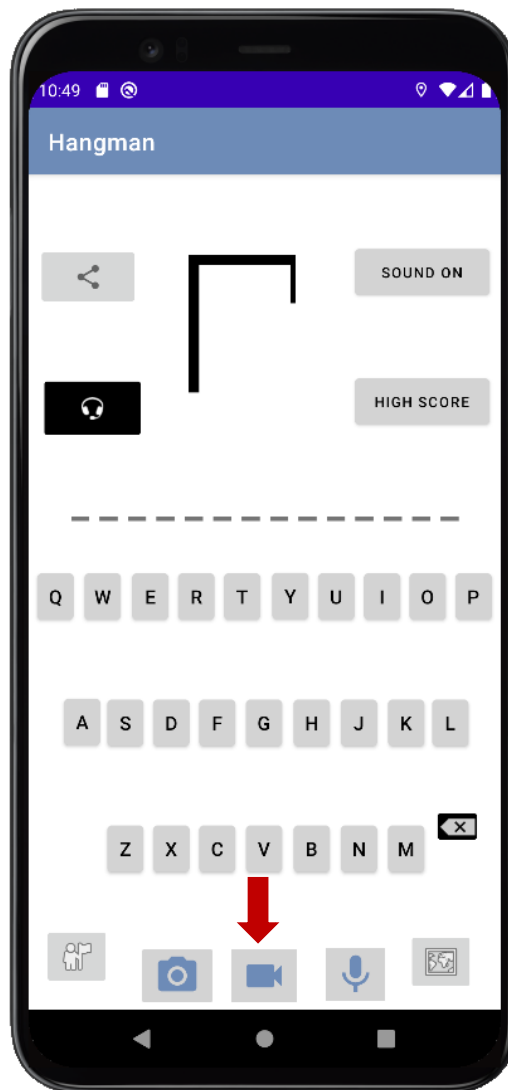 10:49
Hangman
SOUND ON
HIGH SCORE
Q W E R T Y U I O P
A S D F G H J K L
Z X C V B N M